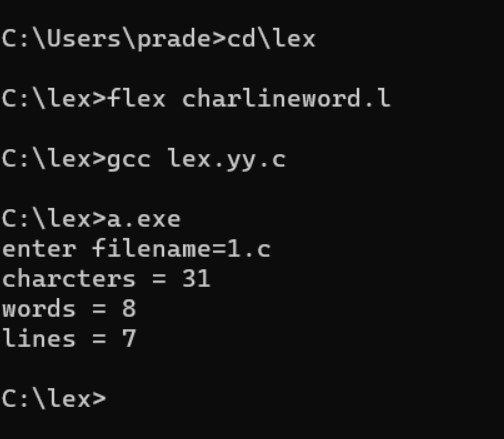 C:\Users\prade>cd\lex
C:\lex>flex charlineword.l
C:\lex>gcc lex.yy.c
C:\lex>a.exe
enter filename=1.c
charcters = 31
words = 8
lines = 7
C:\lex>